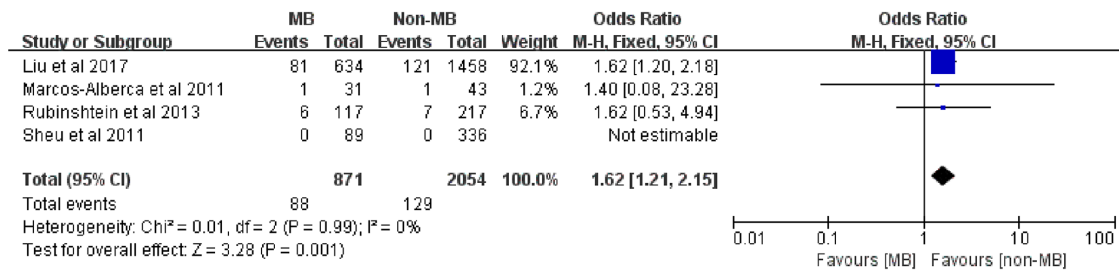 MB Non-MB Odds Ratio Odds Ratio
Study or Subgroup Events Total Events Total Weight M-H, Fixed, 95% CI M-H, Fixed, 95% CI
Liu et al 2017 81 634 121 1458 92.1% 1.62 [1.20, 2.18]
Marcos-Alberca et al 2011 1 31 1 43 1.2% 1.40 [0.08, 23.28]
Rubinshtein et al 2013 6 117 7 217 6.7% 1.62 [0.53, 4.94]
Sheu et al 2011 0 89 0 336 Not estimable
Total (95% CI) 871 2054 100.0% 1.62 [1.21, 2.15]
Total events 88 129
Heterogeneity: Chi² = 0.01, df = 2 (P = 0.99); I² = 0%
Test for overall effect: Z = 3.28 (P = 0.001)
0.01 0.1 1 10 100
Favours [MB] Favours [non-MB]